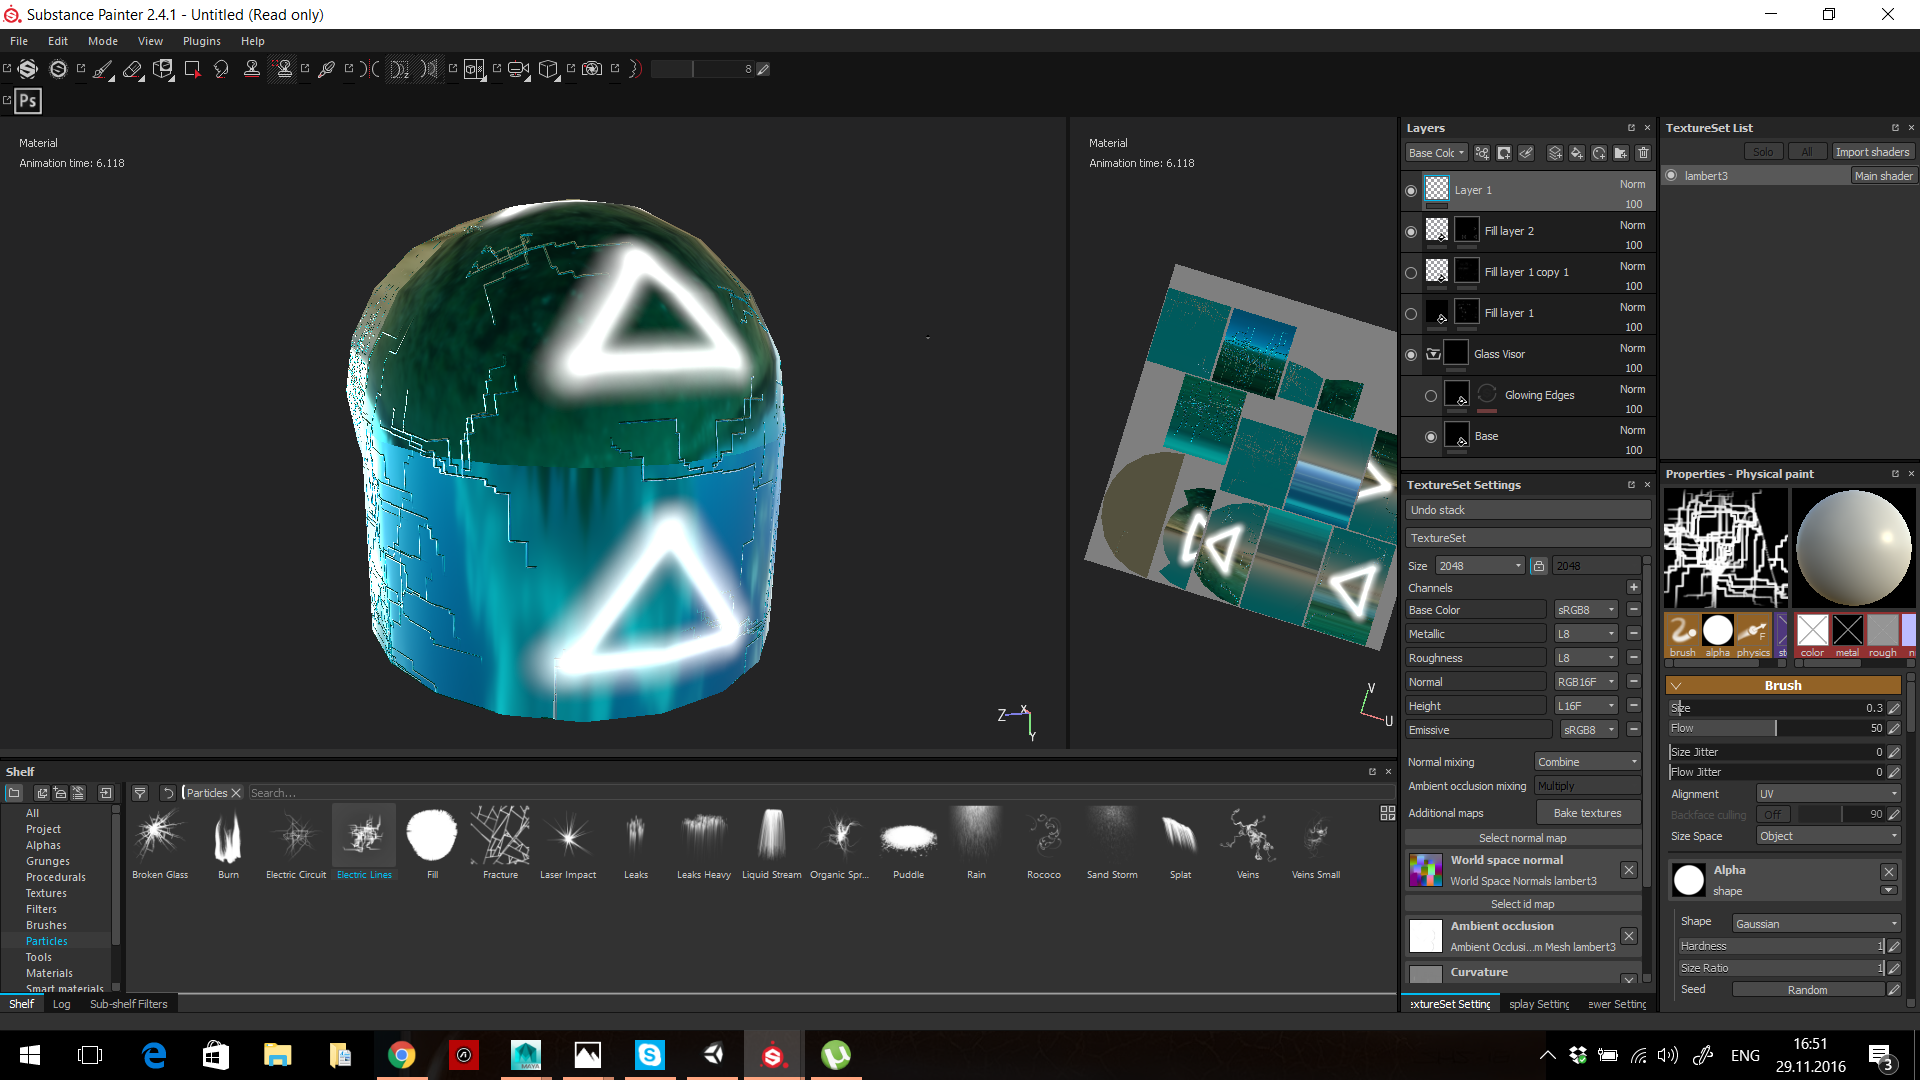 Substance Painter 2.4.1 - Untitled (Read only)
File Edit Mode View Plugins Help
8
Ps
Material
Animation time: 6.118
Material
Animation time: 6.118
Z X Y
V U
Layers
Base Colc
Layer 1 Norm 100
Fill layer 2 Norm 100
Fill layer 1 copy 1 Norm 100
Fill layer 1 Norm 100
Glass Visor Norm 100
Glowing Edges Norm 100
Base Norm 100
TextureSet Settings
Undo stack
TextureSet
Size 2048 2048
Channels
Base Color sRGB8
Metallic L8
Roughness L8
Normal RGB16F
Height L16F
Emissive sRGB8
Normal mixing Combine
Ambient occlusion mixing Multiply
Additional maps Bake textures
Select normal map
World space normal
World Space Normals lambert3
Select id map
Ambient occlusion
Ambient Occlusi...m Mesh lambert3
Curvature
extureSet Setting splay Setting ewer Setting
TextureSet List
Solo All Import shaders
lambert3 Main shader
Properties - Physical paint
brush alpha physics st color metal rough n
Brush
Size 0.3
Flow 50
Size Jitter 0
Flow Jitter 0
Alignment UV
Backface culling Off 90
Size Space Object
Alpha
shape
Shape Gaussian
Hardness 1
Size Ratio 1
Seed Random
Shelf
Particles Search...
All
Project
Alphas
Grunges
Procedurals
Textures
Filters
Brushes
Particles
Tools
Materials
Smart materials
Broken Glass Burn Electric Circuit Electric Lines Fill Fracture Laser Impact Leaks Leaks Heavy Liquid Stream Organic Spr... Puddle Rain Rococo Sand Storm Splat Veins Veins Small
Shelf Log Sub-shelf Filters
MAYA
ENG
16:51
29.11.2016
3